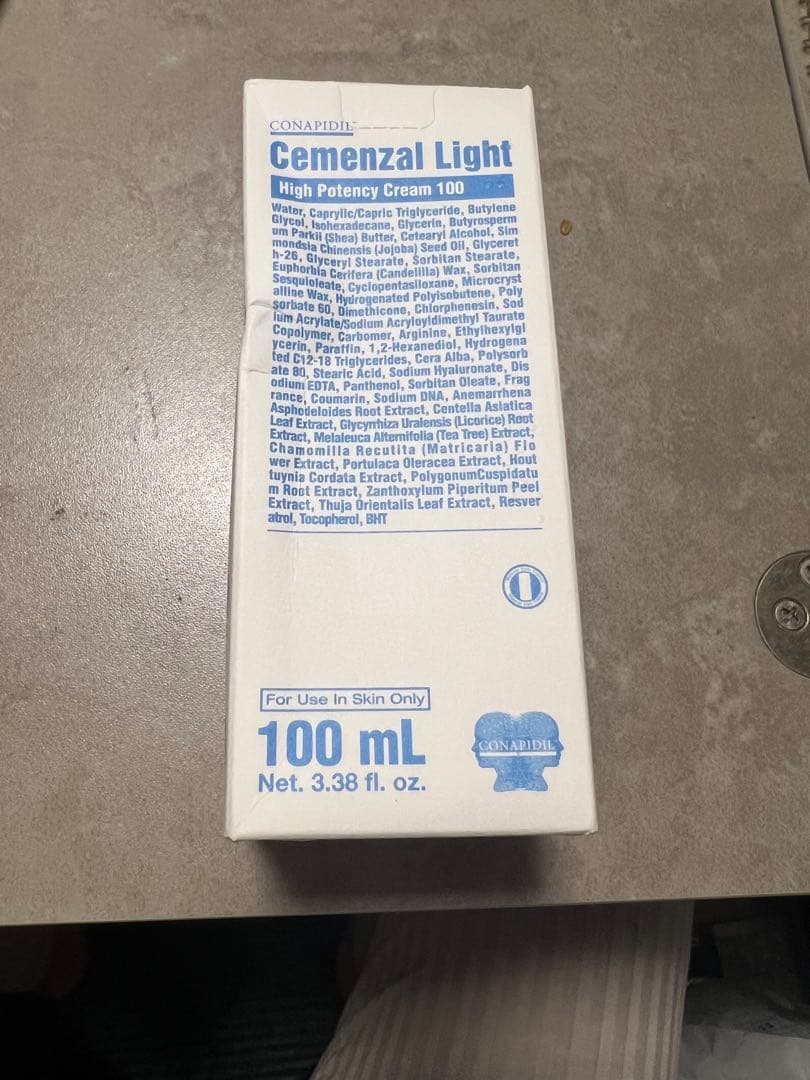 CONAPIDIL
Cemenzal Light
High Potency Cream 100
Water, Caprylic/Capric Triglyceride, Butylene
Glycol, Isohexadecane, Glycerin, Butyrosperm
um Parkii (Shea) Butter, Cetearyl Alcohol, Sim
mondsia Chinensis (Jojoba) Seed Oil, Glyceret
h-26, Glyceryl Stearate, Sorbitan Stearate,
Euphorbia Cerifera (Candelilla) Wax, Sorbitan
Sesquioleate, Cyclopentasiloxane, Microcryst
alline Wax, Hydrogenated Polyisobutene, Poly
sorbate 60, Dimethicone, Chlorphenesin, Sod
ium Acrylate/Sodium Acryloyldimethyl Taurate
Copolymer, Carbomer, Arginine, Ethylhexylgl
ycerin, Paraffin, 1,2-Hexanediol, Hydrogena
ted C12-18 Triglycerides, Cera Alba, Polysorb
ate 80, Stearic Acid, Sodium Hyaluronate, Dis
odium EDTA, Panthenol, Sorbitan Oleate, Frag
rance, Coumarin, Sodium DNA, Anemarrhena
Asphodeloides Root Extract, Centella Asiatica
Leaf Extract, Glycyrrhiza Uralensis (Licorice) Root
Extract, Melaleuca Alternifolia (Tea Tree) Extract,
Chamomilla Recutita (Matricaria) Flo
wer Extract, Portulaca Oleracea Extract, Hout
tuynia Cordata Extract, PolygonumCuspidatu
m Root Extract, Zanthoxylum Piperitum Peel
Extract, Thuja Orientalis Leaf Extract, Resver
atrol, Tocopherol, BHT
For Use In Skin Only
100 mL
Net. 3.38 fl. oz.
CONAPIDIL